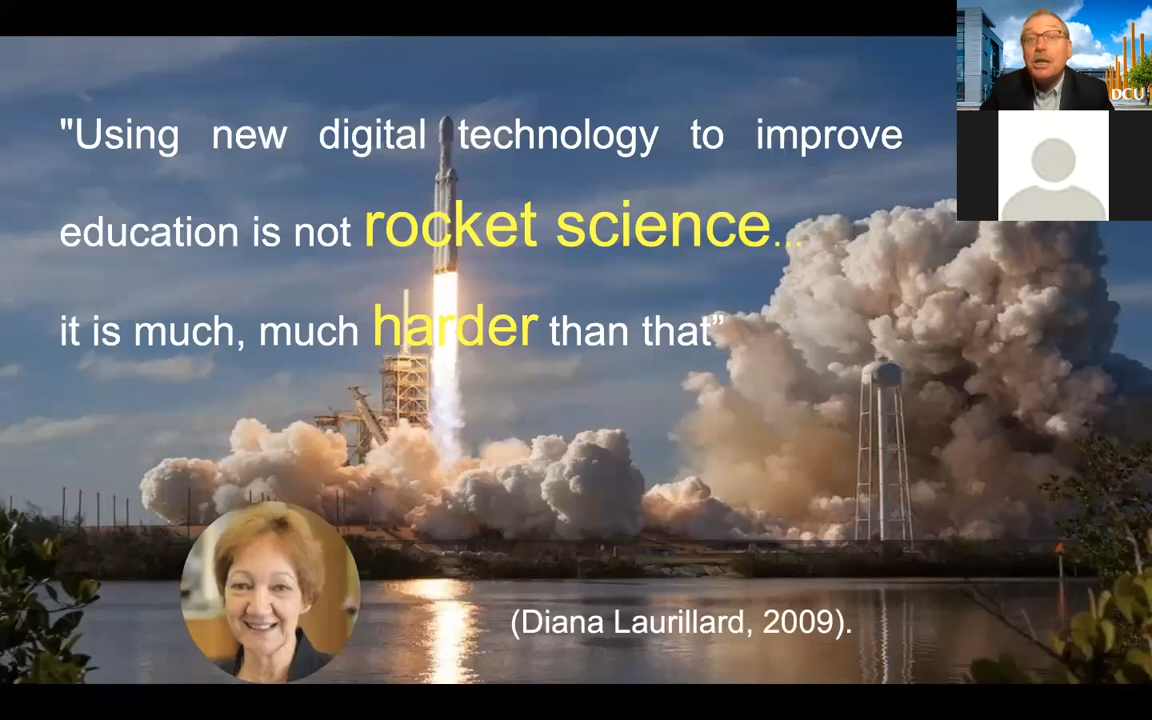 "Using new digital technology to improve
education is not rocket science...
it is much, much harder than that”
(Diana Laurillard, 2009).
DCU